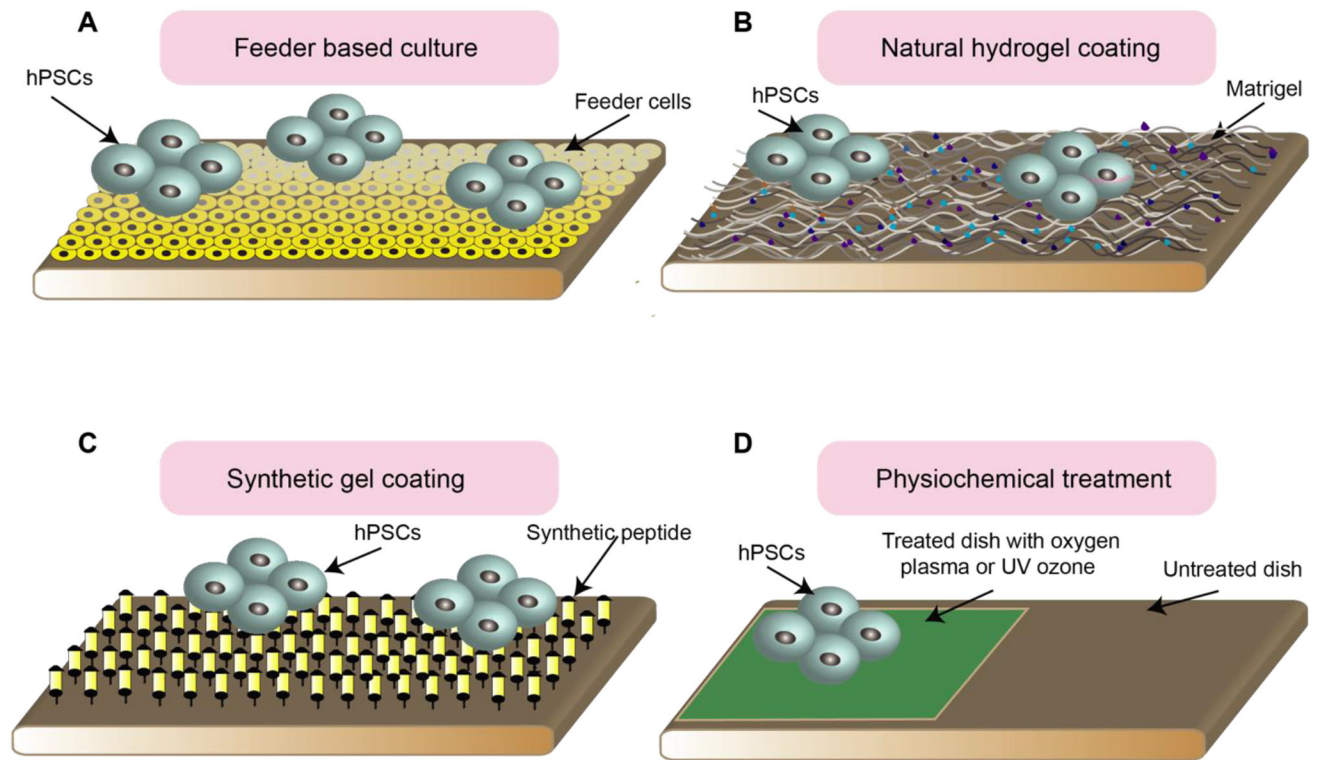 A
Feeder based culture
hPSCs
Feeder cells
B
Natural hydrogel coating
hPSCs
Matrigel
C
Synthetic gel coating
hPSCs
Synthetic peptide
D
Physiochemical treatment
hPSCs
Treated dish with oxygen
plasma or UV ozone
Untreated dish